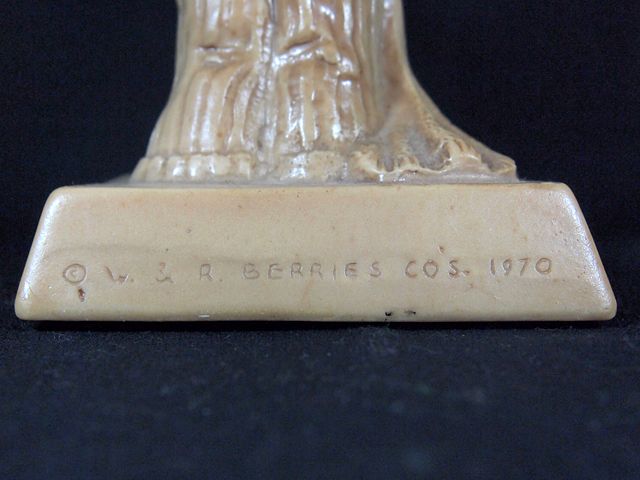 © W. & R. BERRIES COS. 1970